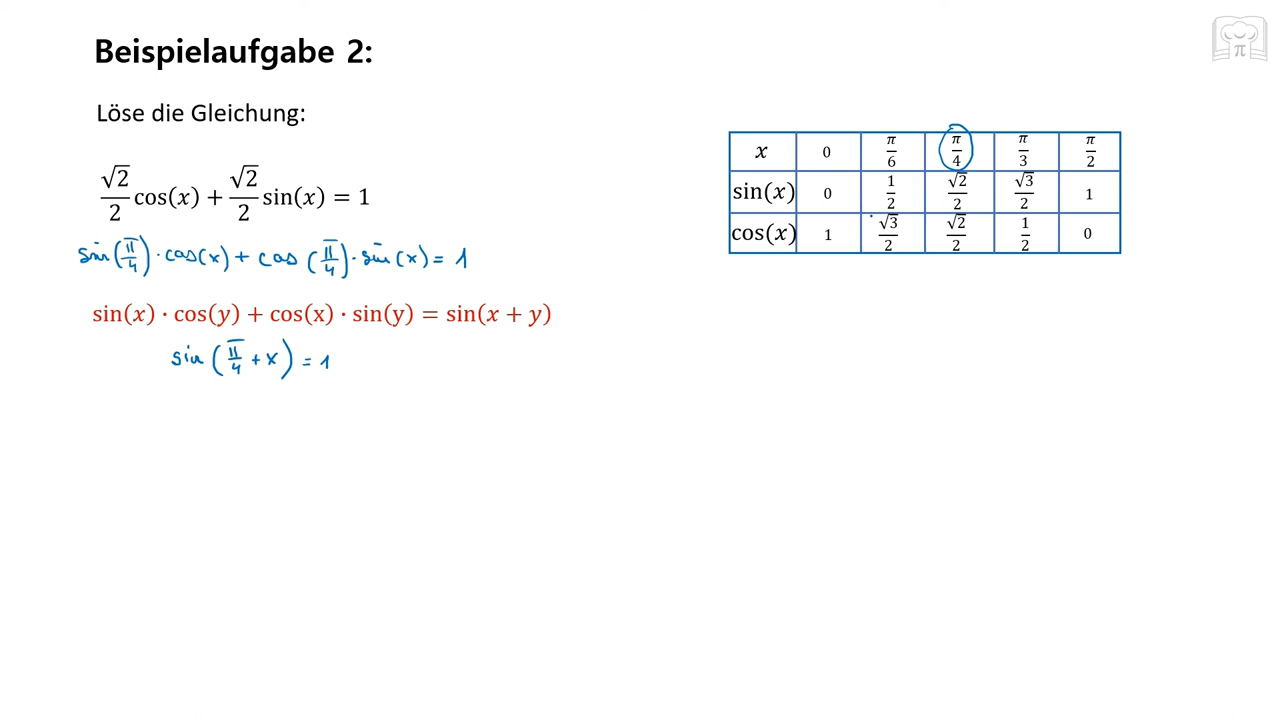 Beispielaufgabe 2:
Löse die Gleichung:
√2/2 cos(x) + √2/2 sin(x) = 1
sin(π/4) · cos(x) + cos(π/4) · sin(x) = 1
sin(x) · cos(y) + cos(x) · sin(y) = sin(x + y)
sin(π/4 + x) = 1
x 0 π/6 π/4 π/3 π/2
sin(x) 0 1/2 √2/2 √3/2 1
cos(x) 1 √3/2 √2/2 1/2 0
π